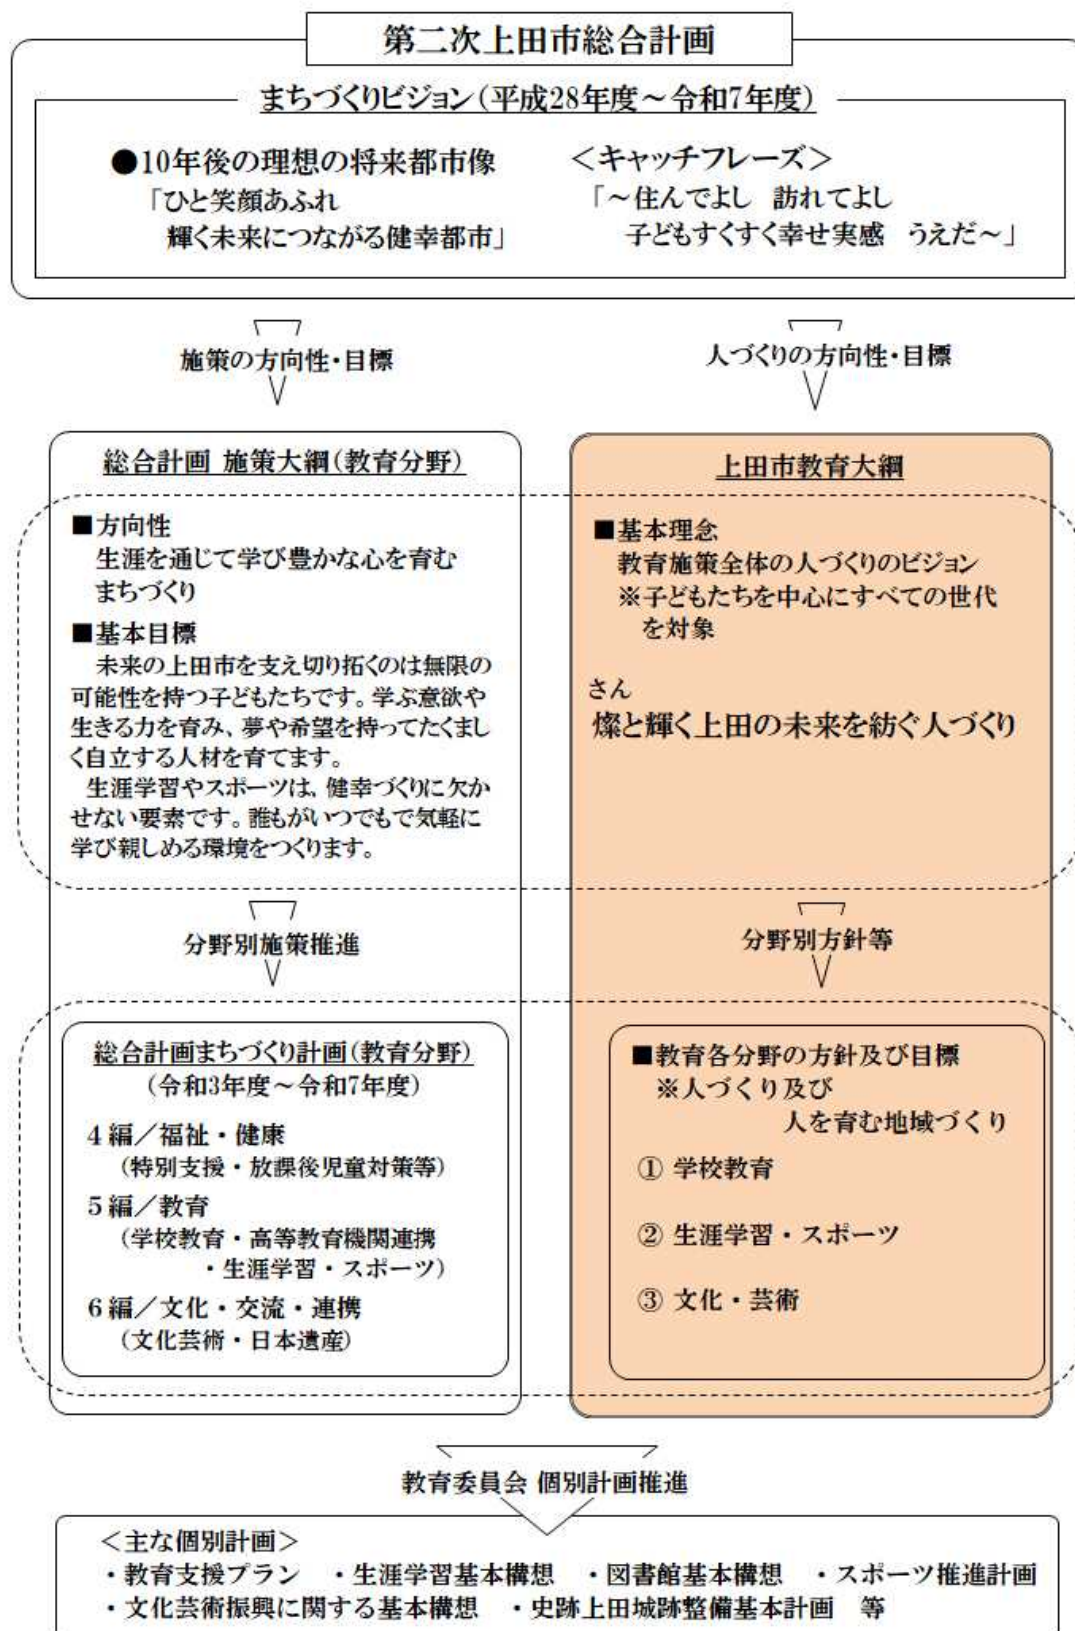 第二次上田市総合計画
まちづくりビジョン(平成28年度～令和7年度)
●10年後の理想の将来都市像
「ひと笑顔あふれ
輝く未来につながる健幸都市」
＜キャッチフレーズ＞
「～住んでよし　訪れてよし
子どもすくすく幸せ実感　うえだ～」
施策の方向性・目標
人づくりの方向性・目標
総合計画 施策大綱(教育分野)
■方向性
生涯を通じて学び豊かな心を育む
まちづくり
■基本目標
未来の上田市を支え切り拓くのは無限の
可能性を持つ子どもたちです。学ぶ意欲や
生きる力を育み、夢や希望を持ってたくまし
く自立する人材を育てます。
生涯学習やスポーツは、健幸づくりに欠か
せない要素です。誰もがいつでもで気軽に
学び親しめる環境をつくります。
上田市教育大綱
■基本理念
教育施策全体の人づくりのビジョン
※子どもたちを中心にすべての世代
を対象
さん
燦と輝く上田の未来を紡ぐ人づくり
分野別施策推進
分野別方針等
総合計画まちづくり計画(教育分野)
(令和3年度～令和7年度)
4編／福祉・健康
(特別支援・放課後児童対策等)
5編／教育
(学校教育・高等教育機関連携
・生涯学習・スポーツ)
6編／文化・交流・連携
(文化芸術・日本遺産)
■教育各分野の方針及び目標
※人づくり及び
人を育む地域づくり
① 学校教育
② 生涯学習・スポーツ
③ 文化・芸術
教育委員会 個別計画推進
＜主な個別計画＞
・教育支援プラン　・生涯学習基本構想　・図書館基本構想　・スポーツ推進計画
・文化芸術振興に関する基本構想　・史跡上田城跡整備基本計画　等